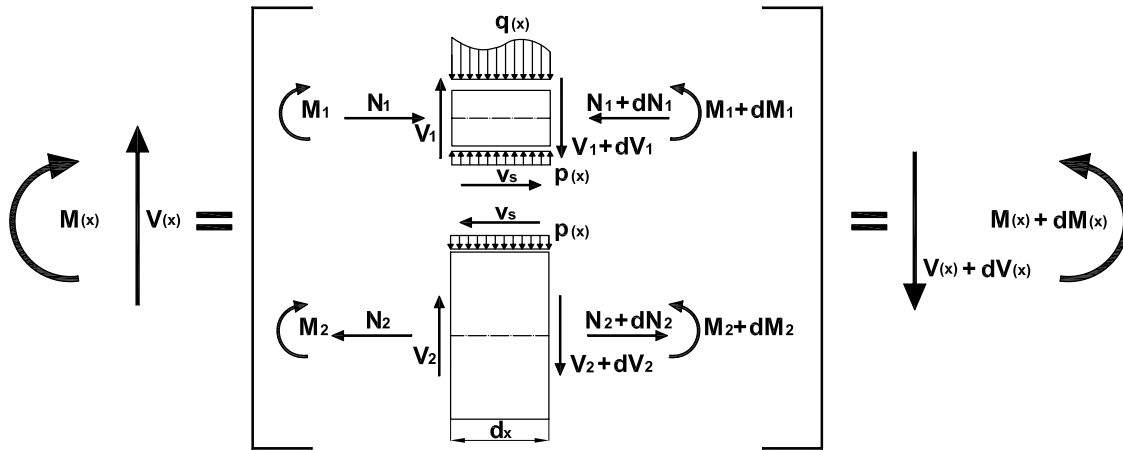 q(x)
M1
N1
V1
N1+dN1
M1+dM1
V1+dV1
vs
p(x)
M(x)
V(x)
=
vs
p(x)
=
M(x)+dM(x)
V(x)+dV(x)
M2
N2
V2
N2+dN2
M2+dM2
V2+dV2
dx